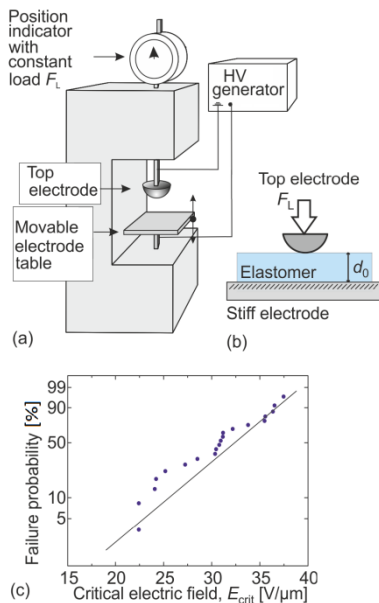 Position
indicator
with
constant
load F_L
HV
generator
Top
electrode
Movable
electrode
table
(a)
Top electrode
F_L
Elastomer
d_0
Stiff electrode
(b)
99
90
50
10
5
Failure probability [%]
15 20 25 30 35 40
Critical electric field, E_crit [V/µm]
(c)